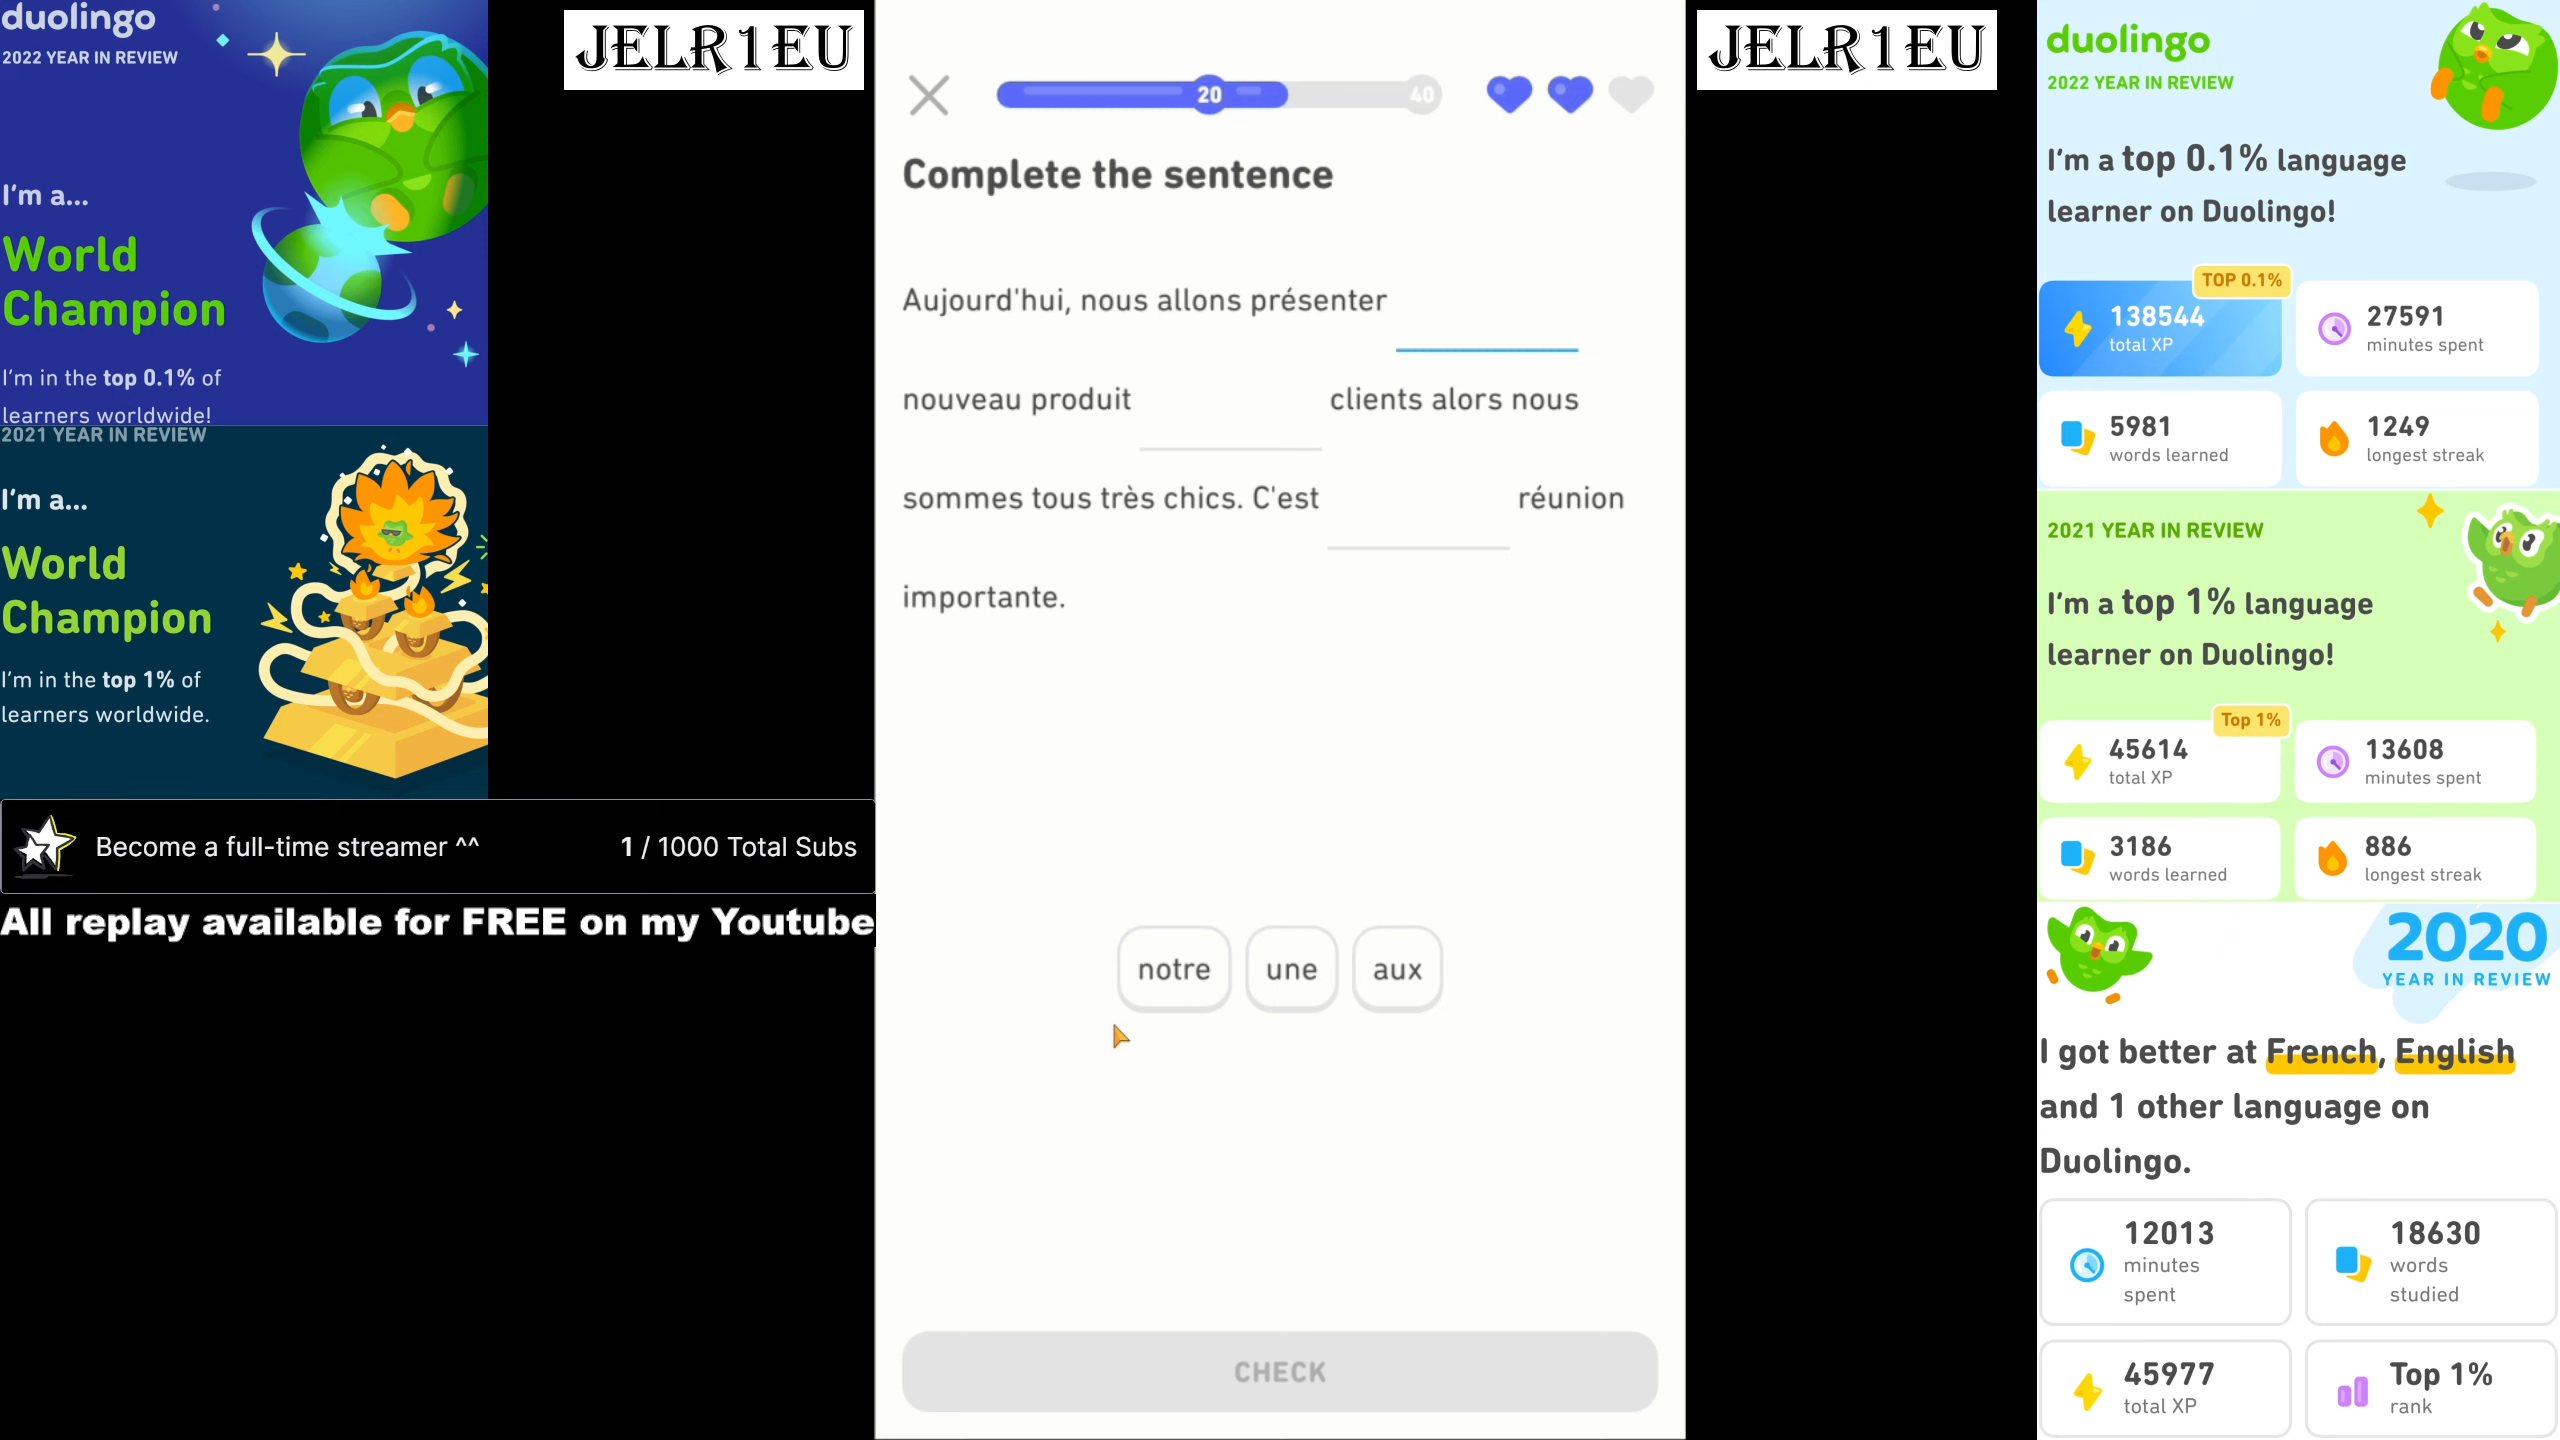 duolingo
2022 YEAR IN REVIEW
I'm a...
World
Champion
I'm in the top 0.1% of
learners worldwide!
2021 YEAR IN REVIEW
I'm a...
World
Champion
I'm in the top 1% of
learners worldwide.
Become a full-time streamer ^^ 1 / 1000 Total Subs
All replay available for FREE on my Youtube
JELR1EU
20 40
Complete the sentence
Aujourd'hui, nous allons présenter
nouveau produit clients alors nous
sommes tous très chics. C'est réunion
importante.
notre une aux
CHECK
JELR1EU
duolingo
2022 YEAR IN REVIEW
I'm a top 0.1% language
learner on Duolingo!
TOP 0.1%
138544
total XP
27591
minutes spent
5981
words learned
1249
longest streak
2021 YEAR IN REVIEW
I'm a top 1% language
learner on Duolingo!
Top 1%
45614
total XP
13608
minutes spent
3186
words learned
886
longest streak
2020
YEAR IN REVIEW
I got better at French, English
and 1 other language on
Duolingo.
12013
minutes
spent
18630
words
studied
45977
total XP
Top 1%
rank